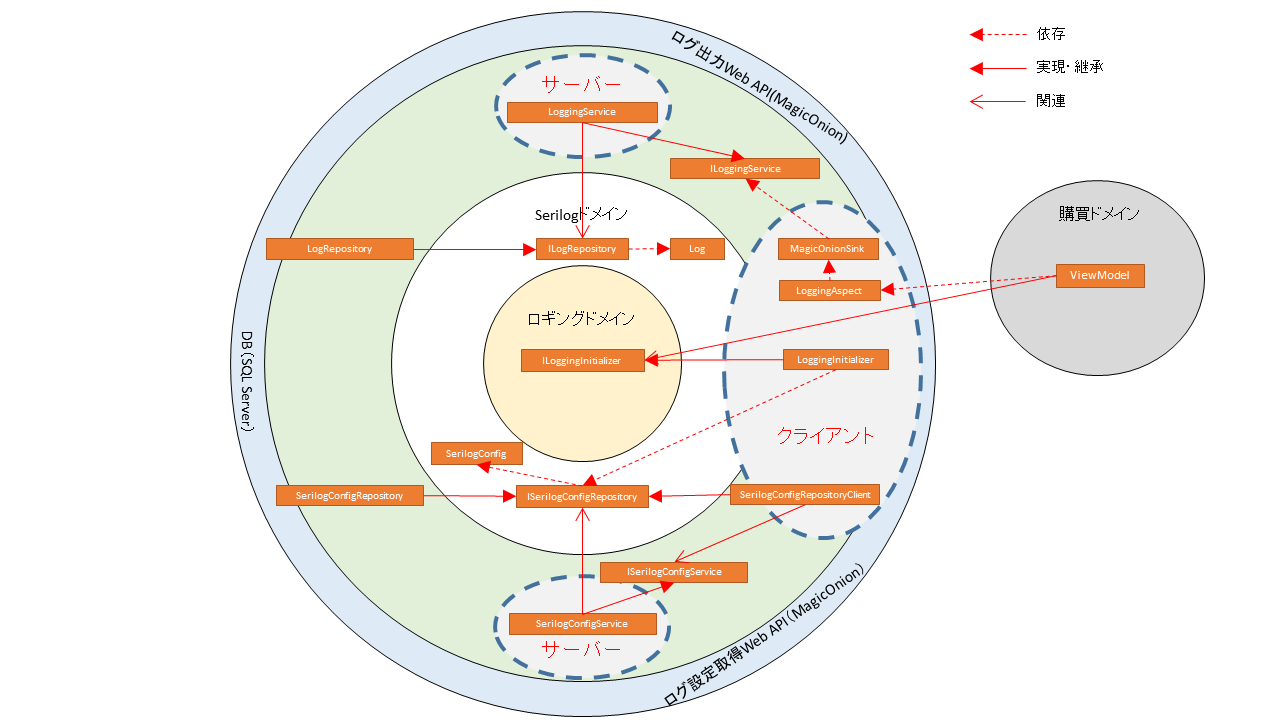 依存
実現・継承
関連
ログ出力Web API(MagicOnion)
サーバー
LoggingService
ILoggingService
Serilogドメイン
購買ドメイン
LogRepository
ILogRepository
Log
MagicOnionSink
ViewModel
LoggingAspect
ロギングドメイン
ILoggingInitializer
LoggingInitializer
DB（SQL Server）
クライアント
SerilogConfig
SerilogConfigRepository
ISerilogConfigRepository
SerilogConfigRepositoryClient
ISerilogConfigService
SerilogConfigService
サーバー
ログ設定取得Web API（MagicOnion）